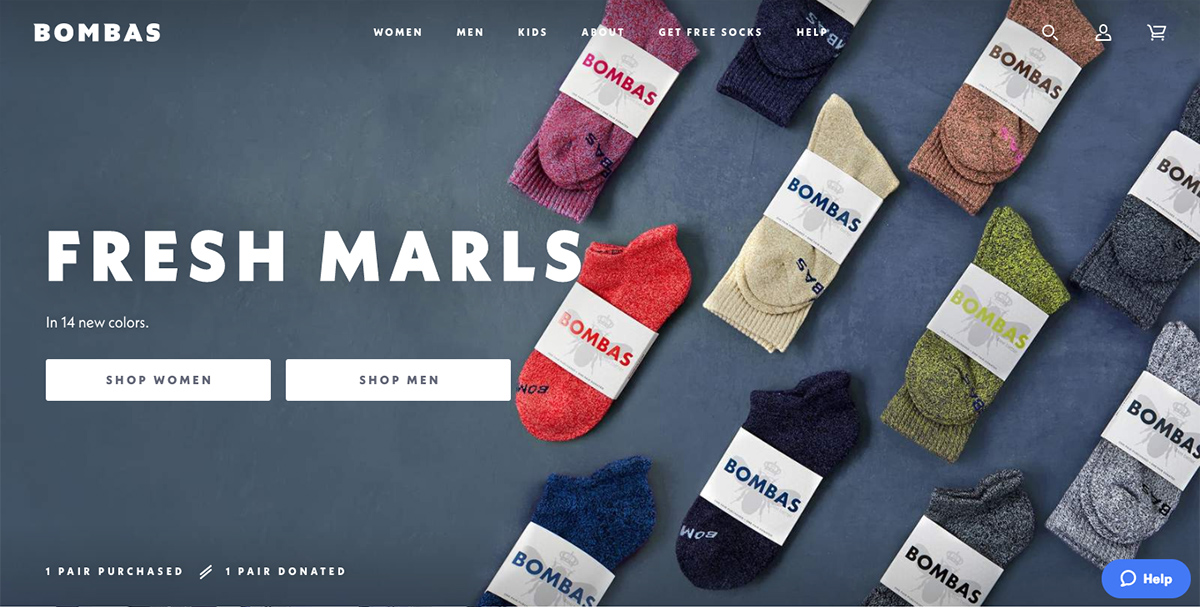 BOMBAS
WOMEN MEN KIDS ABOUT GET FREE SOCKS HELP
BOMBAS
BOMBAS
BOMBAS
BOMBAS
BOMBAS
BOMBAS
BOMBAS
BOMBAS
BOMBAS
BOMBAS
FRESH MARLS
In 14 new colors.
SHOP WOMEN
SHOP MEN
1 PAIR PURCHASED
1 PAIR DONATED
Help